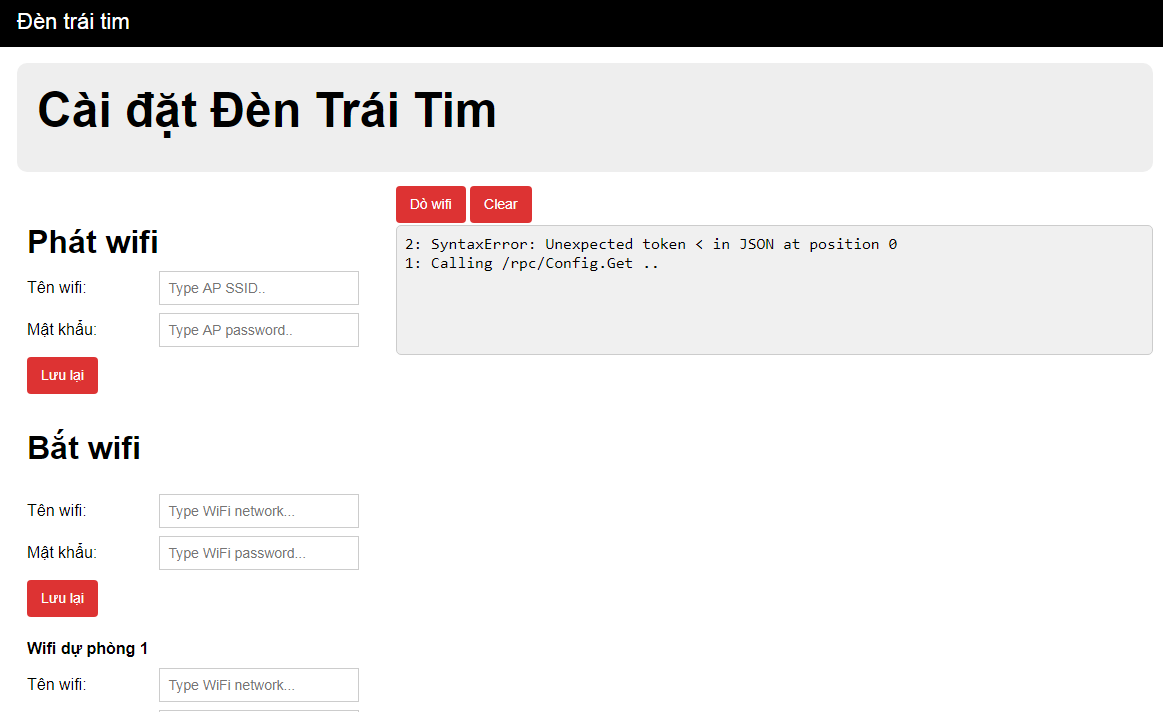 Đèn trái tim
Cài đặt Đèn Trái Tim
Phát wifi
Tên wifi: Type AP SSID..
Mật khẩu: Type AP password..
Lưu lại
Bắt wifi
Tên wifi: Type WiFi network...
Mật khẩu: Type WiFi password...
Lưu lại
Wifi dự phòng 1
Tên wifi: Type WiFi network...
Dò wifi Clear
2: SyntaxError: Unexpected token < in JSON at position 0
1: Calling /rpc/Config.Get ..